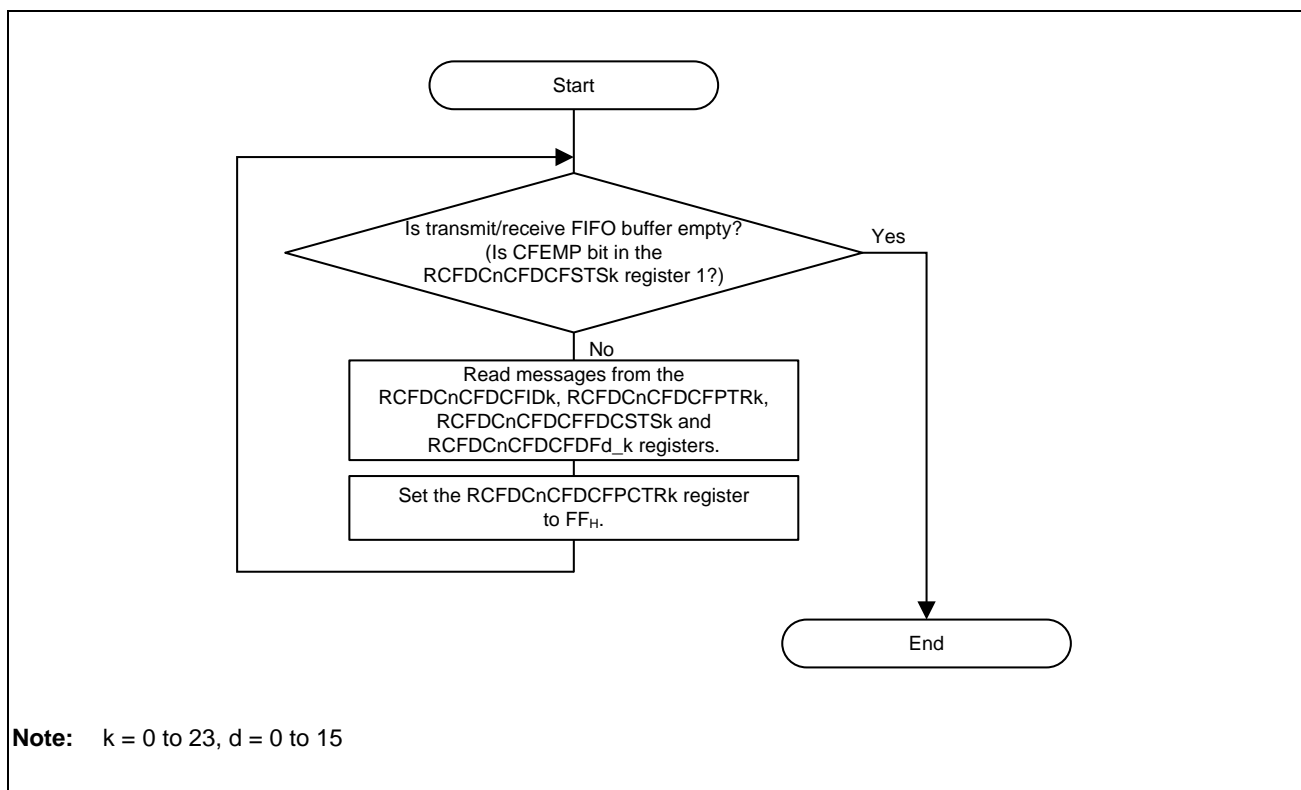 Start
Is transmit/receive FIFO buffer empty?
(Is CFEMP bit in the
RCFDCnCFDCFSTSk register 1?)
Yes
No
Read messages from the
RCFDCnCFDCFIDk, RCFDCnCFDCFPTRk,
RCFDCnCFDCFFDCSTSk and
RCFDCnCFDCFDFd_k registers.
Set the RCFDCnCFDCFPCTRk register
to FFH.
End
Note: k = 0 to 23, d = 0 to 15